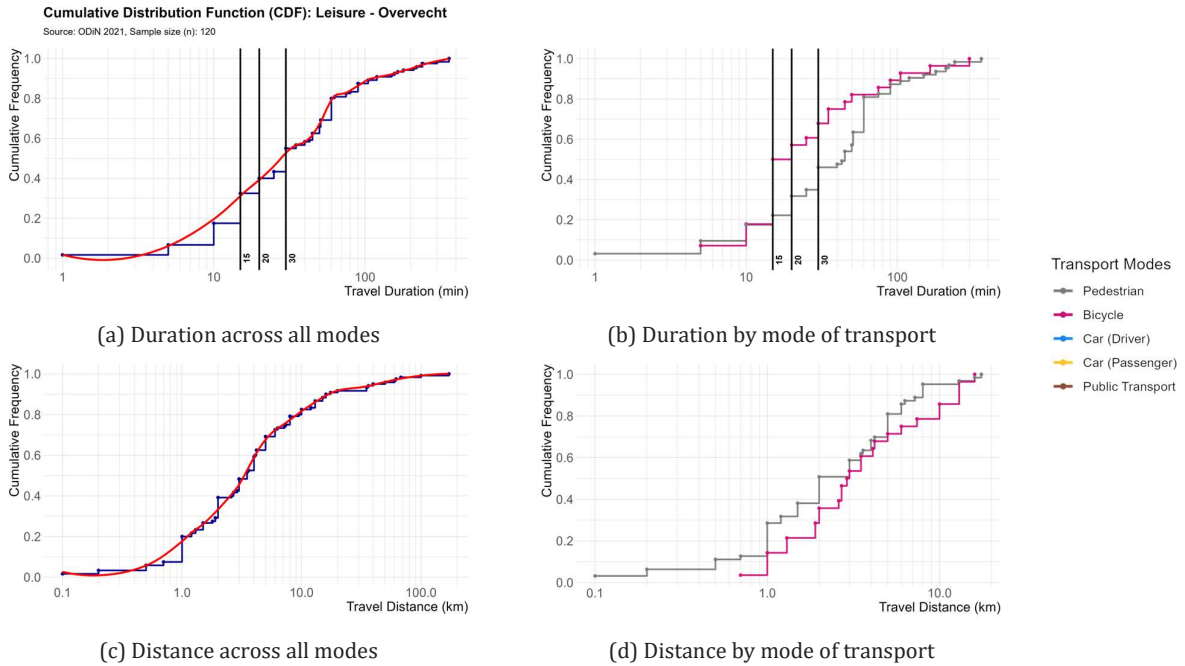 Cumulative Distribution Function (CDF): Leisure - Overvecht
Source: ODiN 2021, Sample size (n): 120
Cumulative Frequency
1.0
0.8
0.6
0.4
0.2
0.0
15
20
30
1
10
100
Travel Duration (min)
(a) Duration across all modes
Cumulative Frequency
1.0
0.8
0.6
0.4
0.2
0.0
15
20
30
1
10
100
Travel Duration (min)
(b) Duration by mode of transport
Transport Modes
Pedestrian
Bicycle
Car (Driver)
Car (Passenger)
Public Transport
Cumulative Frequency
1.0
0.8
0.6
0.4
0.2
0.0
0.1
1.0
10.0
100.0
Travel Distance (km)
(c) Distance across all modes
Cumulative Frequency
1.0
0.8
0.6
0.4
0.2
0.0
0.1
1.0
10.0
Travel Distance (km)
(d) Distance by mode of transport